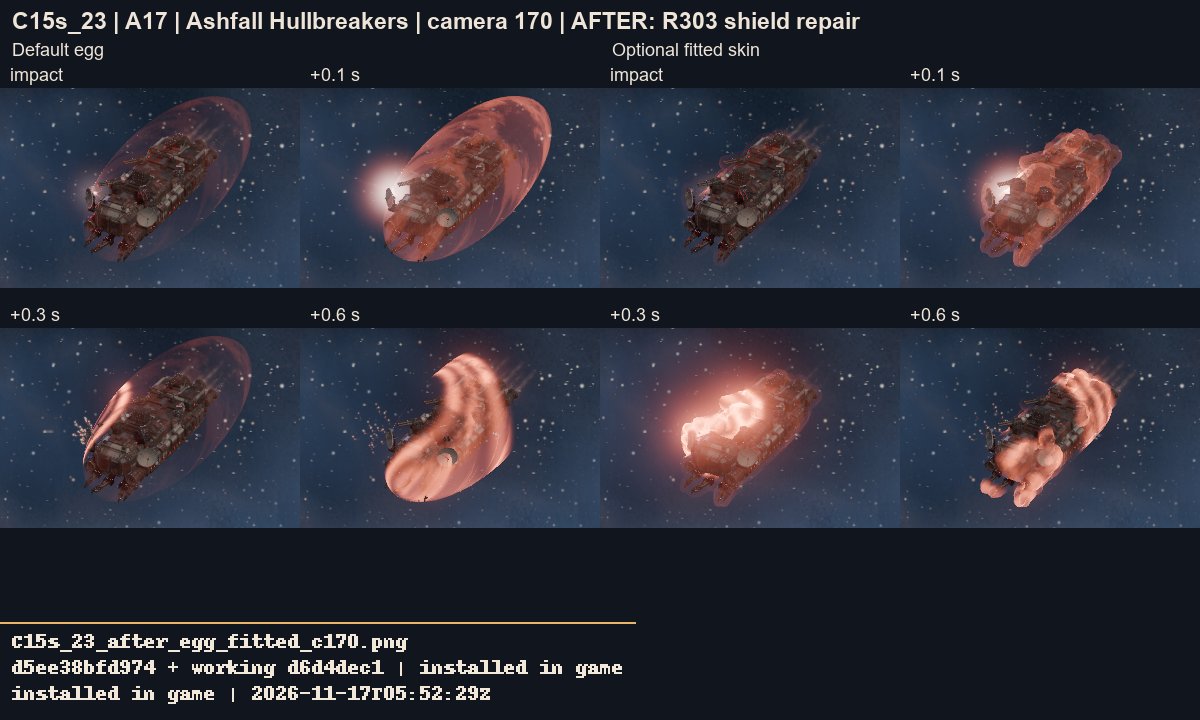 C15s_23 | A17 | Ashfall Hullbreakers | camera 170 | AFTER: R303 shield repair
Default egg
Optional fitted skin
impact
+0.1 s
impact
+0.1 s
+0.3 s
+0.6 s
+0.3 s
+0.6 s
C15s_23_after_egg_fitted_c170.png
d5ee38bfd974 + working d6d4dec1 | installed in game
installed in game | 2026-11-17T05:52:29Z